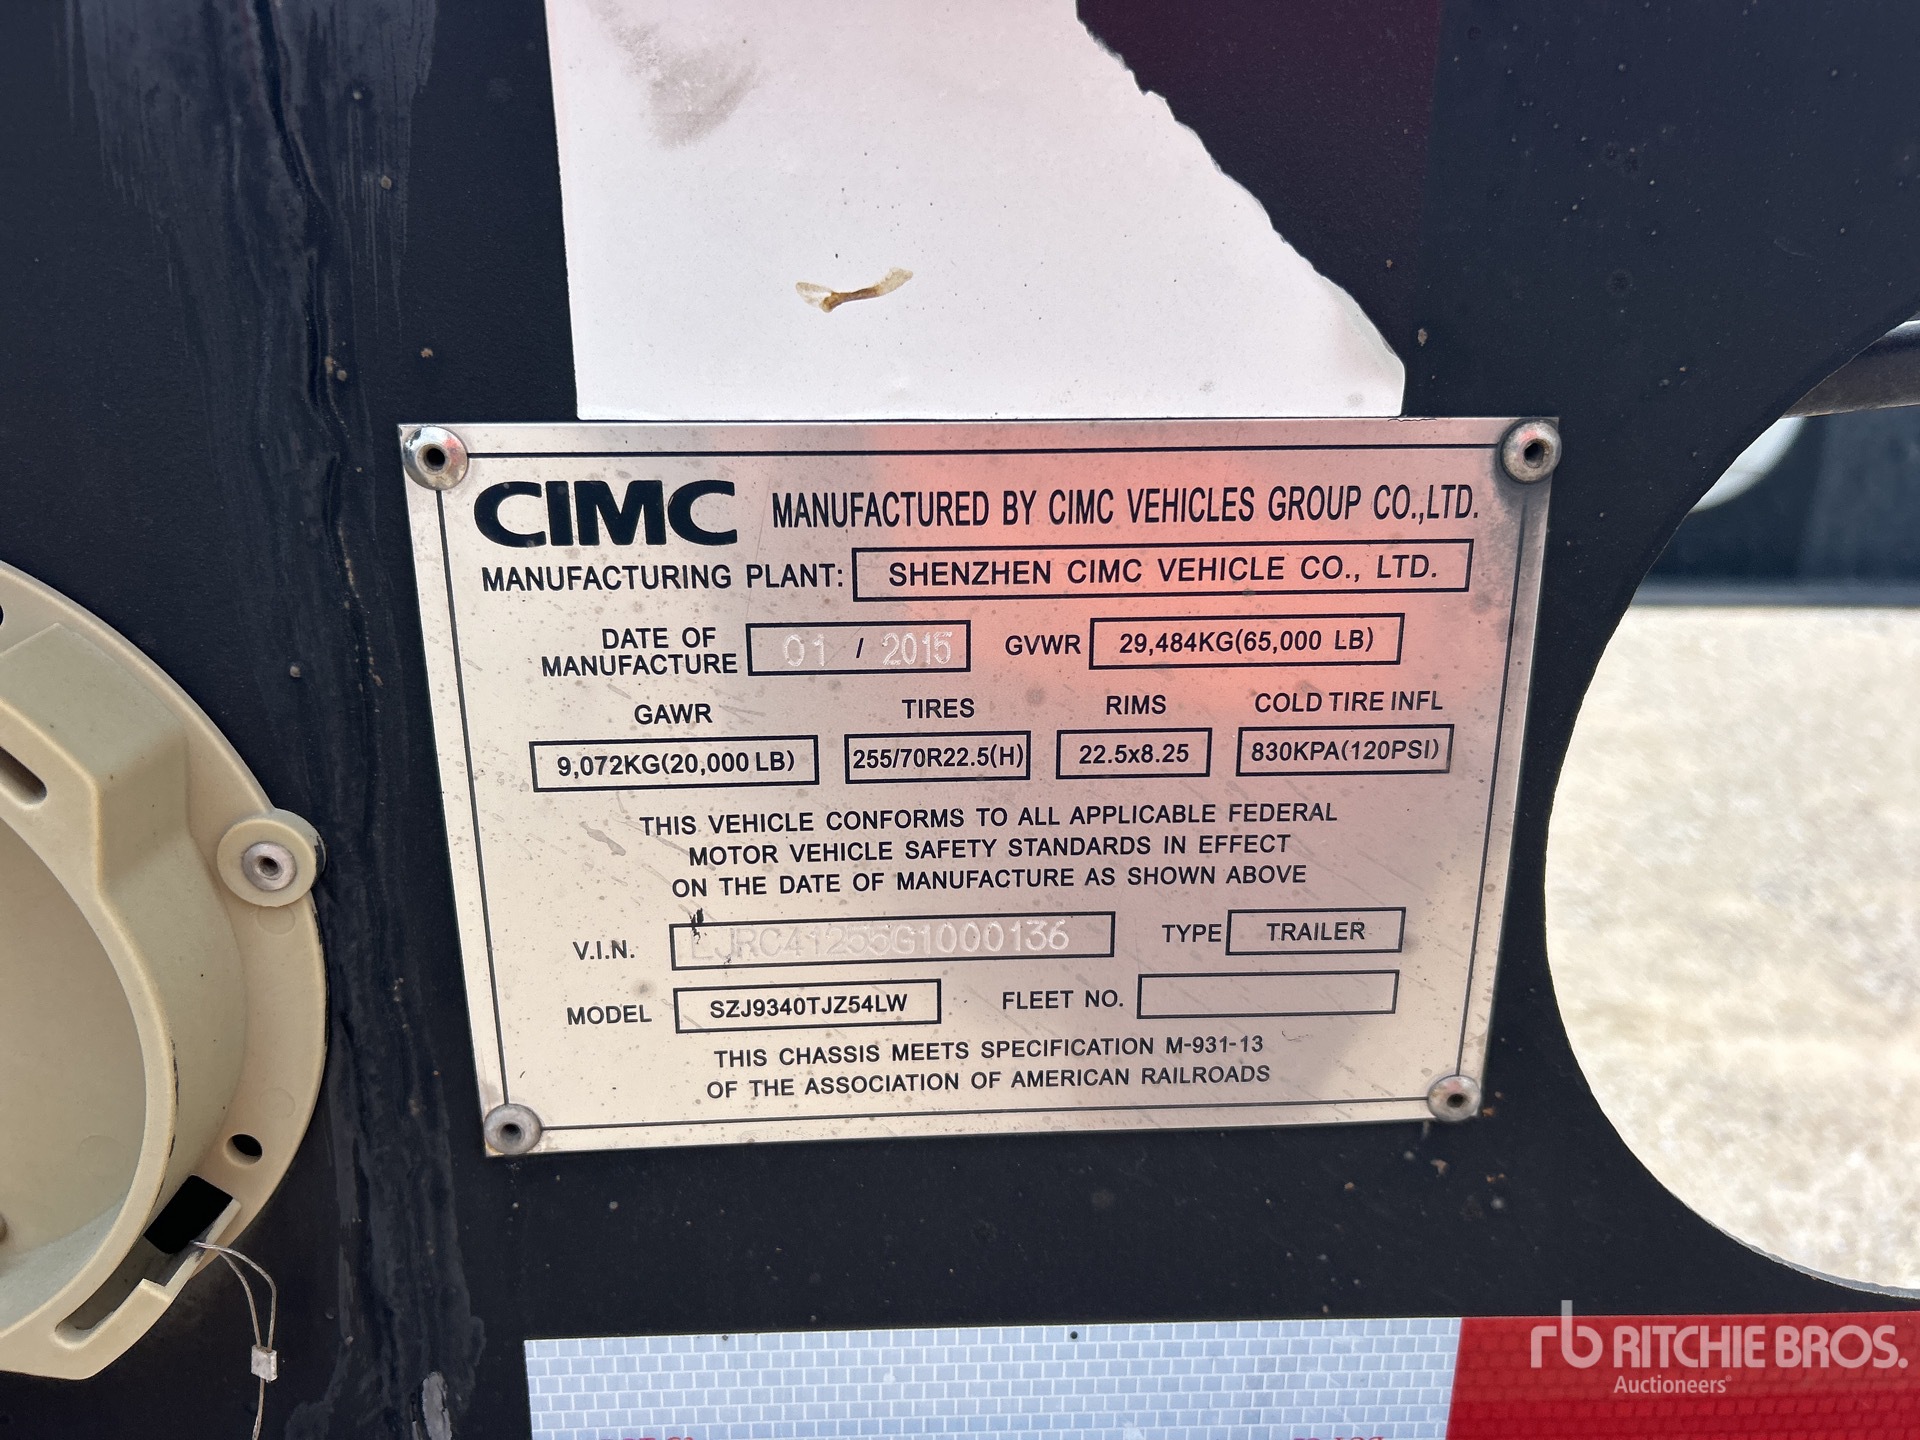 CIMC MANUFACTURED BY CIMC VEHICLES GROUP CO.,LTD.
MANUFACTURING PLANT: SHENZHEN CIMC VEHICLE CO., LTD.
DATE OF MANUFACTURE 01 / 2015 GVWR 29,484KG(65,000 LB)
GAWR TIRES RIMS COLD TIRE INFL
9,072KG(20,000 LB) 255/70R22.5(H) 22.5x8.25 830KPA(120PSI)
THIS VEHICLE CONFORMS TO ALL APPLICABLE FEDERAL
MOTOR VEHICLE SAFETY STANDARDS IN EFFECT
ON THE DATE OF MANUFACTURE AS SHOWN ABOVE
V.I.N. LJRC41255G1000136 TYPE TRAILER
MODEL SZJ9340TJZ54LW FLEET NO.
THIS CHASSIS MEETS SPECIFICATION M-931-13
OF THE ASSOCIATION OF AMERICAN RAILROADS
rb RITCHIE BROS.
Auctioneers